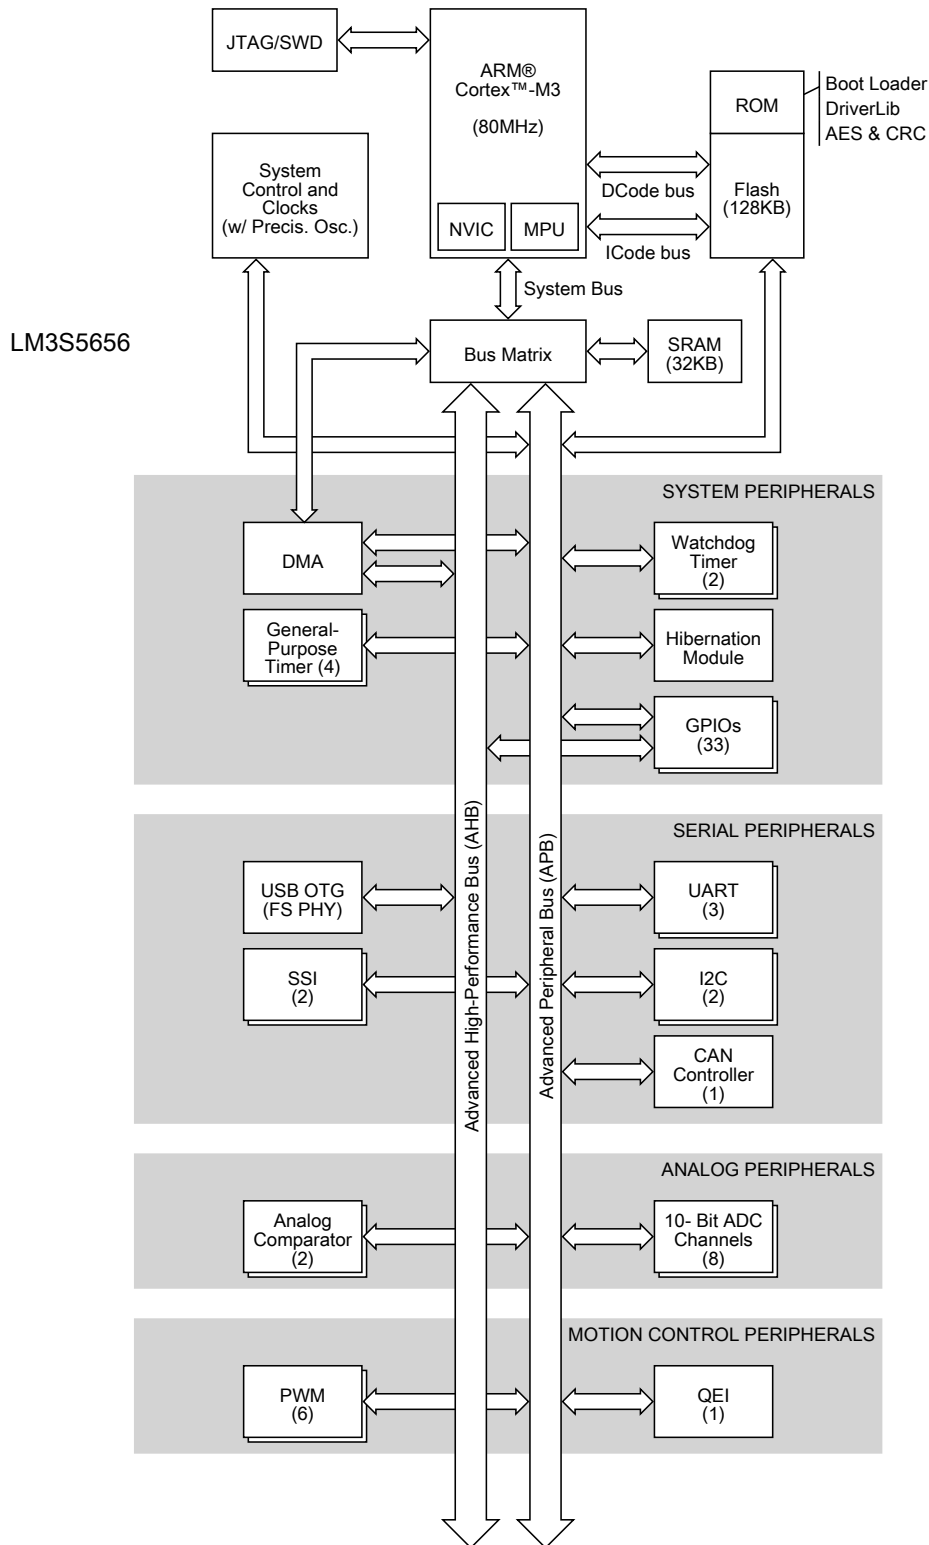 JTAG/SWD
ARM®
Cortex™-M3
(80MHz)
NVIC
MPU
ROM
Boot Loader
DriverLib
AES & CRC
Flash
(128KB)
DCode bus
ICode bus
System
Control and
Clocks
(w/ Precis. Osc.)
System Bus
LM3S5656
Bus Matrix
SRAM
(32KB)
SYSTEM PERIPHERALS
DMA
Watchdog
Timer
(2)
General-
Purpose
Timer (4)
Hibernation
Module
GPIOs
(33)
Advanced High-Performance Bus (AHB)
Advanced Peripheral Bus (APB)
SERIAL PERIPHERALS
USB OTG
(FS PHY)
UART
(3)
SSI
(2)
I2C
(2)
CAN
Controller
(1)
ANALOG PERIPHERALS
Analog
Comparator
(2)
10- Bit ADC
Channels
(8)
MOTION CONTROL PERIPHERALS
PWM
(6)
QEI
(1)